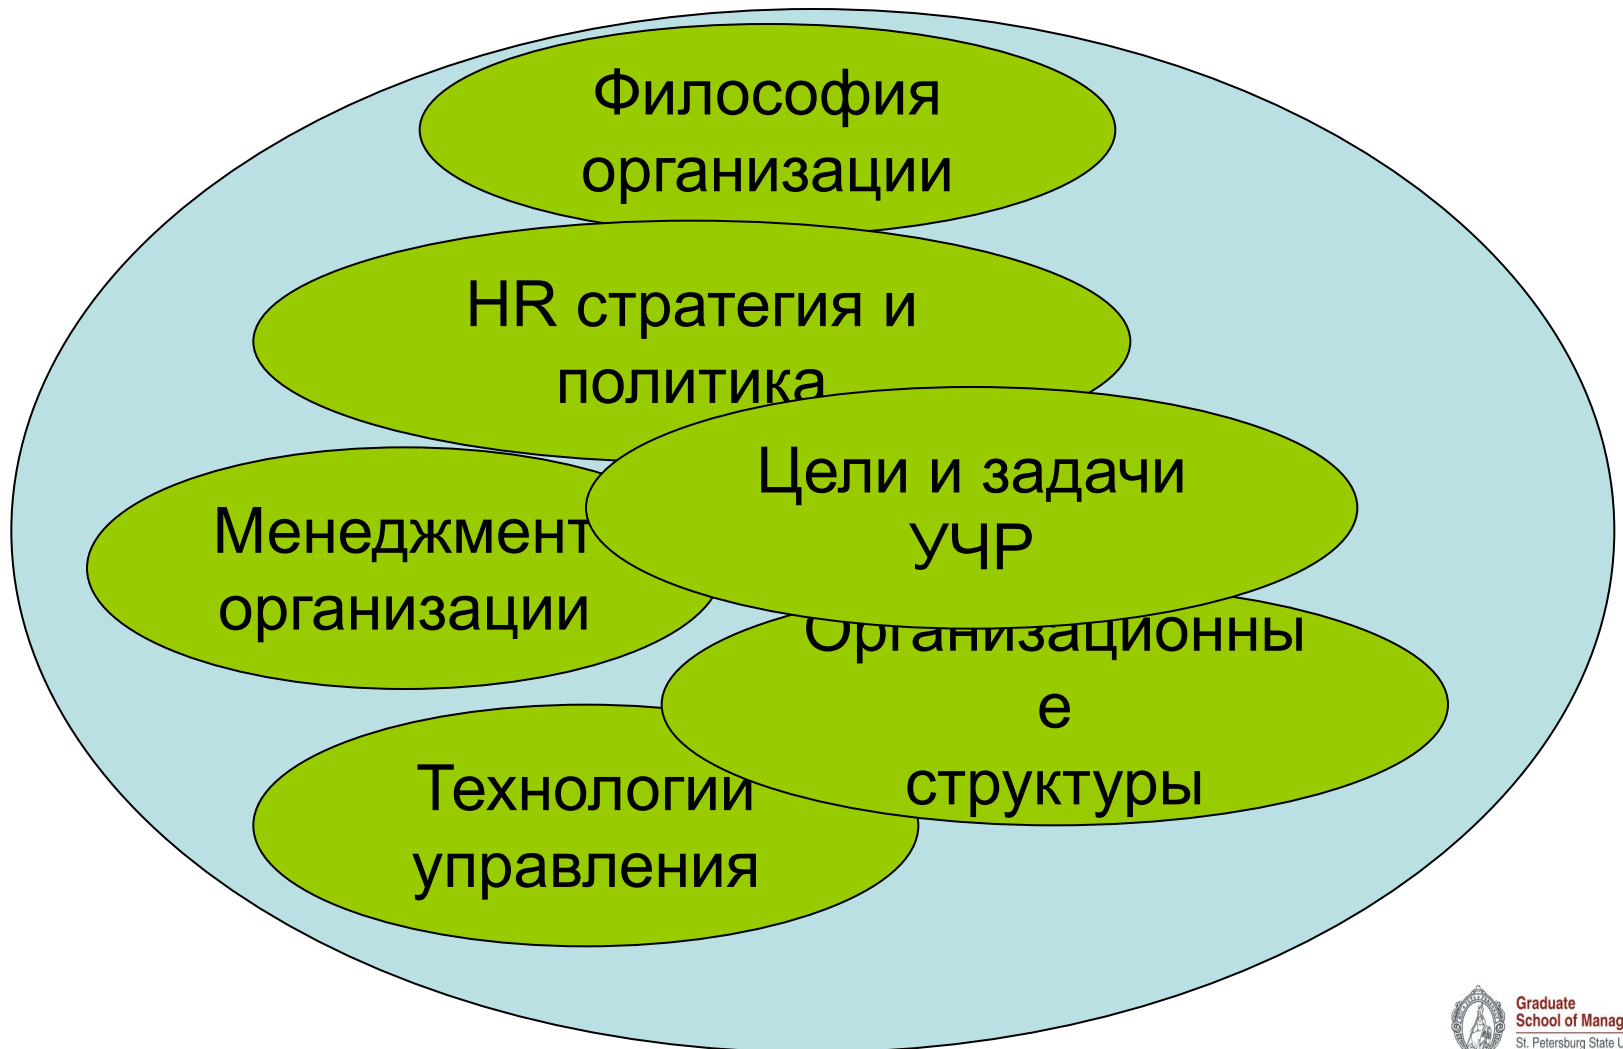 Философия
организации
HR стратегия и
политика
Цели и задачи
УЧР
Менеджмент
организации
Организационны
е
структуры
Технологии
управления
Graduate
School of Manag
St. Petersburg State